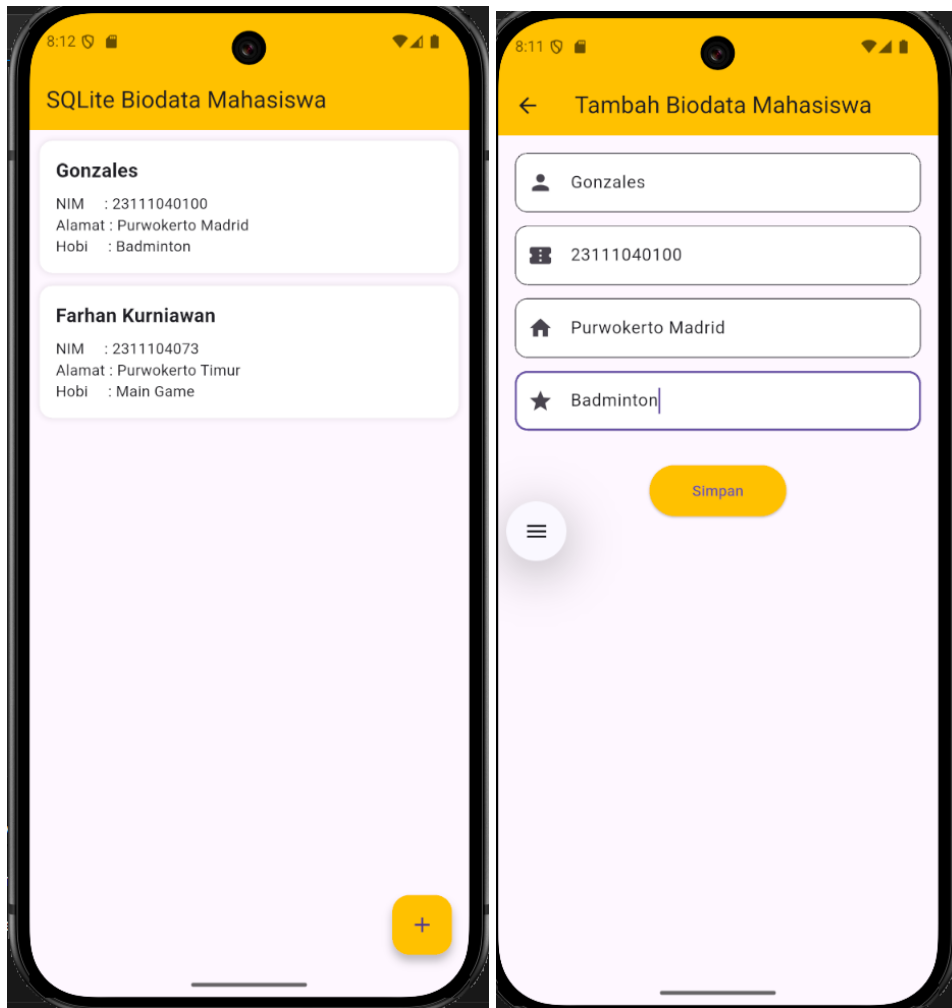 8:12
SQLite Biodata Mahasiswa
Gonzales
NIM : 23111040100
Alamat : Purwokerto Madrid
Hobi : Badminton
Farhan Kurniawan
NIM : 2311104073
Alamat : Purwokerto Timur
Hobi : Main Game
+
8:11
Tambah Biodata Mahasiswa
Gonzales
23111040100
Purwokerto Madrid
Badminton
Simpan